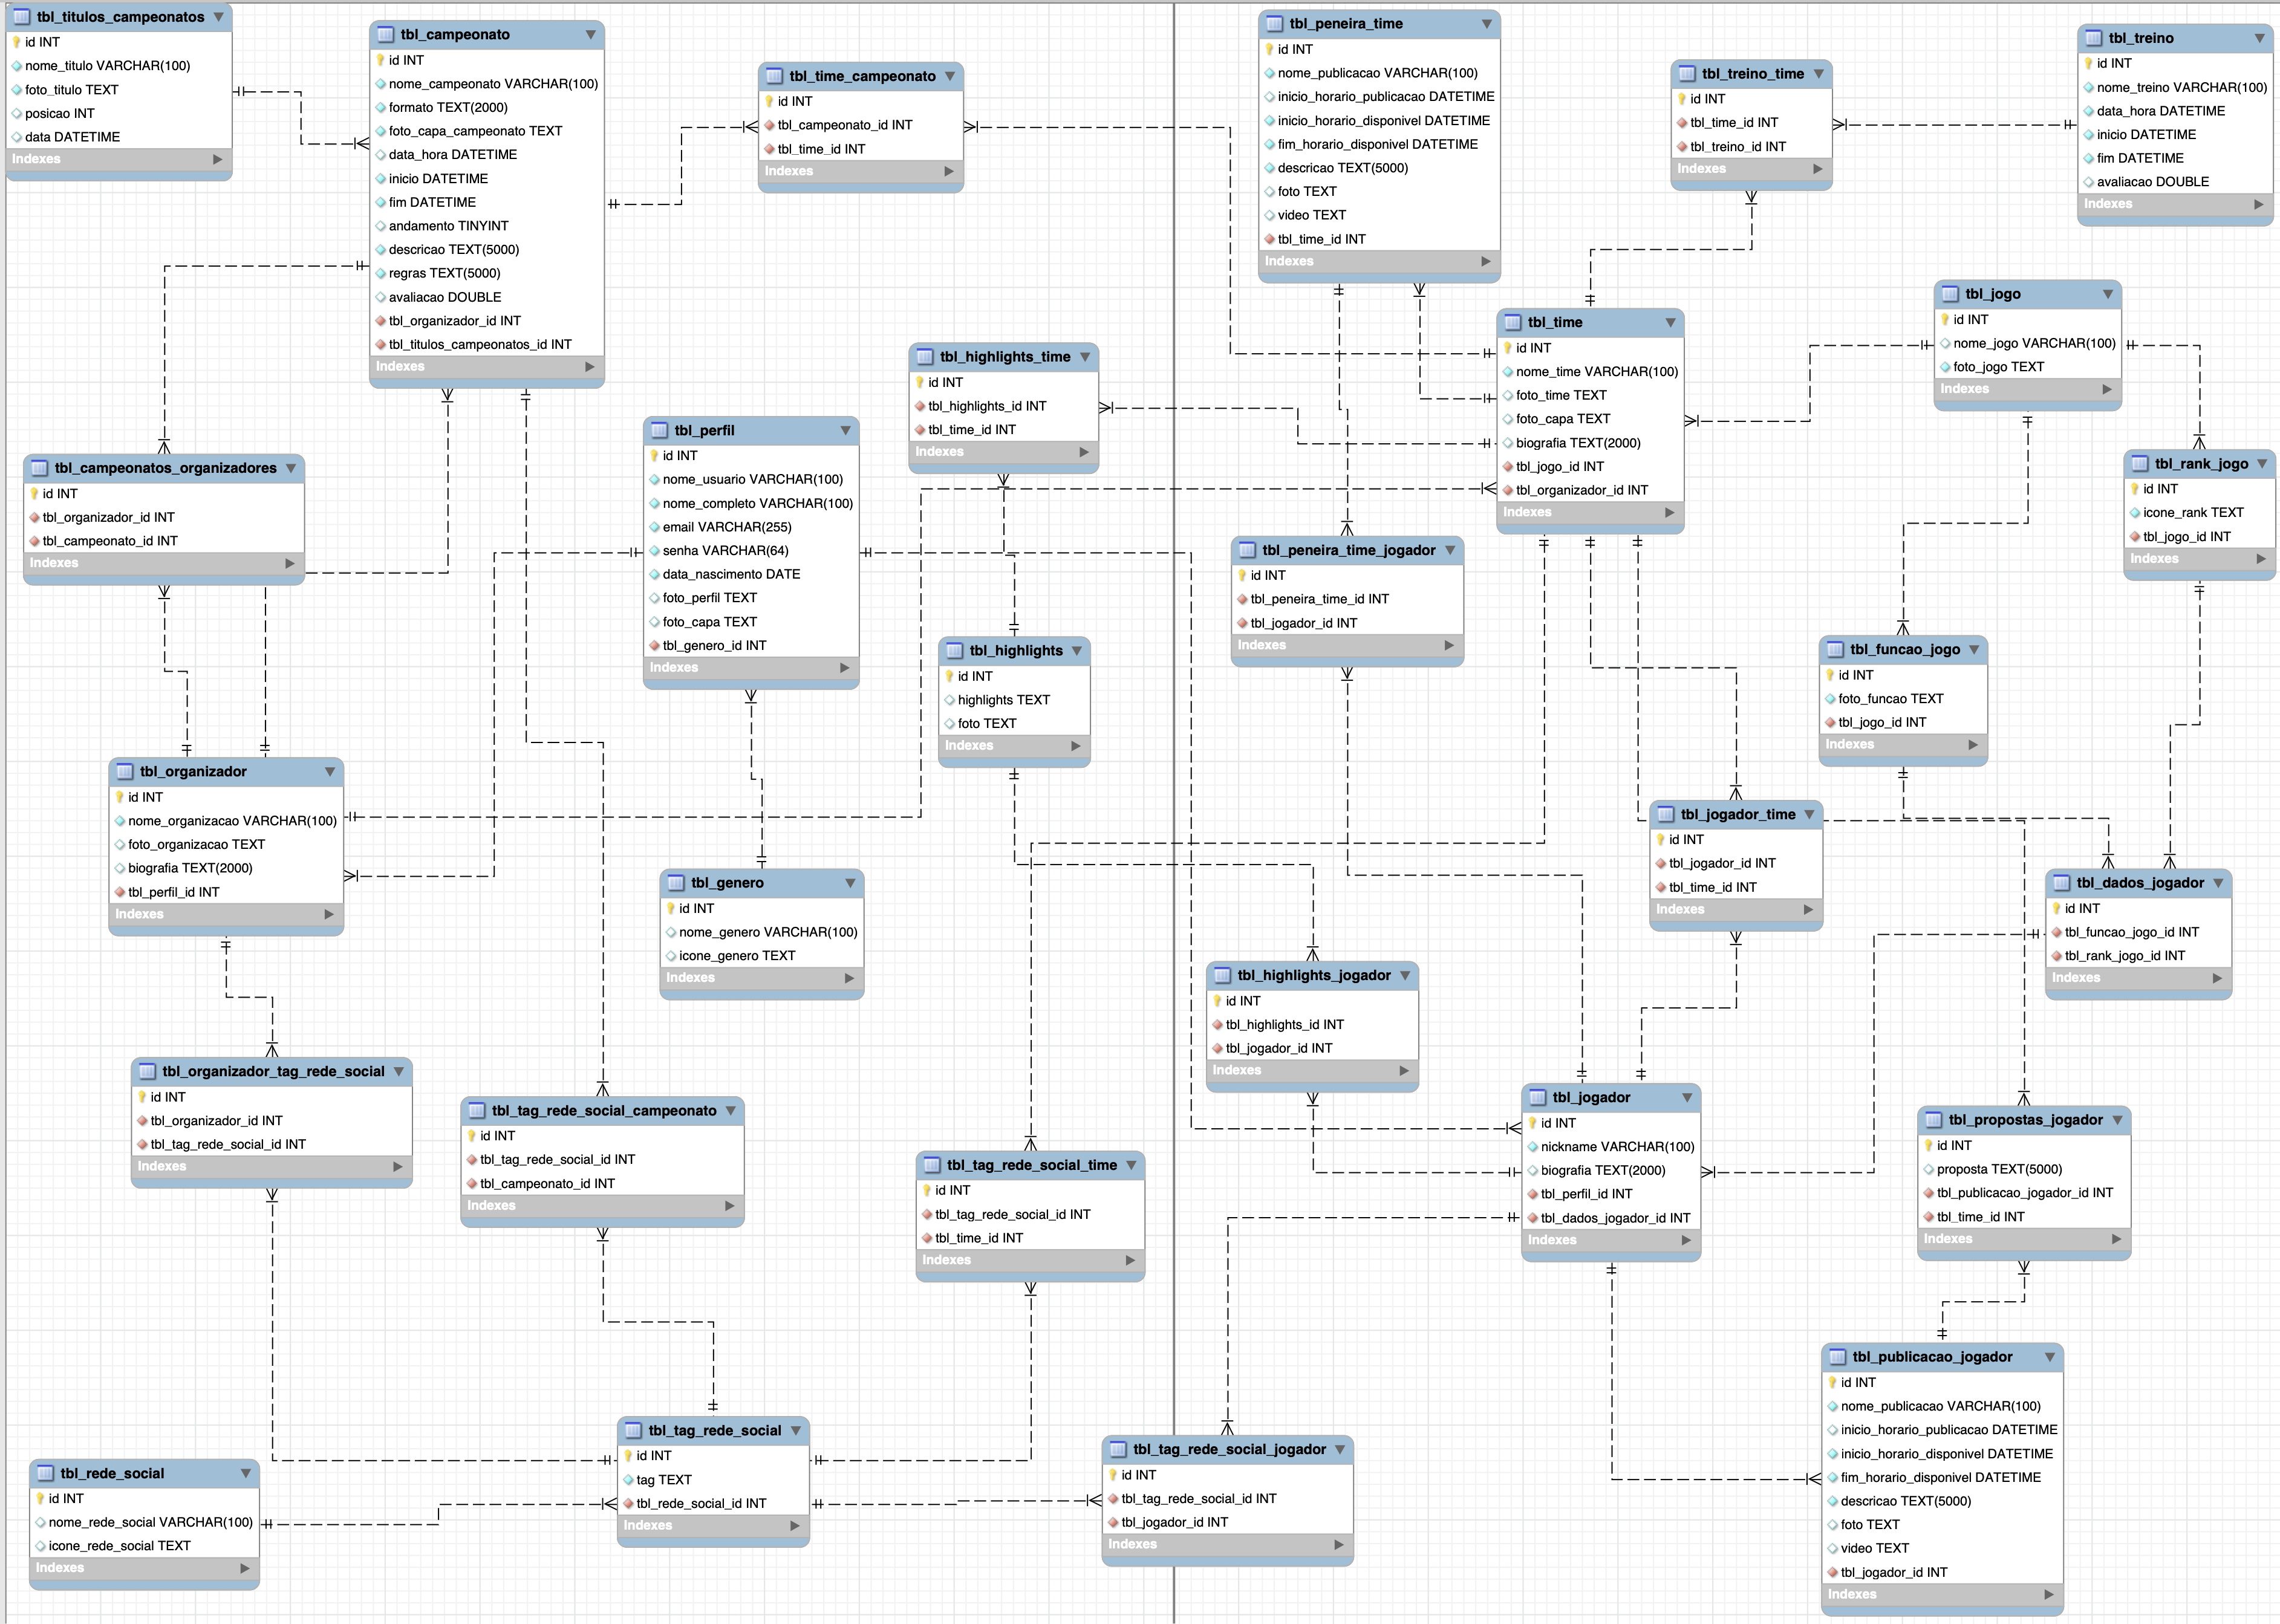 tbl_titulos_campeonatos
id INT
nome_titulo VARCHAR(100)
foto_titulo TEXT
posicao INT
data DATETIME
Indexes
tbl_campeonato
id INT
nome_campeonato VARCHAR(100)
formato TEXT(2000)
foto_capa_campeonato TEXT
data_hora DATETIME
inicio DATETIME
fim DATETIME
andamento TINYINT
descricao TEXT(5000)
regras TEXT(5000)
avaliacao DOUBLE
tbl_organizador_id INT
tbl_titulos_campeonatos_id INT
Indexes
tbl_time_campeonato
id INT
tbl_campeonato_id INT
tbl_time_id INT
Indexes
tbl_peneira_time
id INT
nome_publicacao VARCHAR(100)
inicio_horario_publicacao DATETIME
inicio_horario_disponivel DATETIME
fim_horario_disponivel DATETIME
descricao TEXT(5000)
foto TEXT
video TEXT
tbl_time_id INT
Indexes
tbl_treino_time
id INT
tbl_time_id INT
tbl_treino_id INT
Indexes
tbl_treino
id INT
nome_treino VARCHAR(100)
data_hora DATETIME
inicio DATETIME
fim DATETIME
avaliacao DOUBLE
Indexes
tbl_jogo
id INT
nome_jogo VARCHAR(100)
foto_jogo TEXT
Indexes
tbl_time
id INT
nome_time VARCHAR(100)
foto_time TEXT
foto_capa TEXT
biografia TEXT(2000)
tbl_jogo_id INT
tbl_organizador_id INT
Indexes
tbl_highlights_time
id INT
tbl_highlights_id INT
tbl_time_id INT
Indexes
tbl_perfil
id INT
nome_usuario VARCHAR(100)
nome_completo VARCHAR(100)
email VARCHAR(255)
senha VARCHAR(64)
data_nascimento DATE
foto_perfil TEXT
foto_capa TEXT
tbl_genero_id INT
Indexes
tbl_campeonatos_organizadores
id INT
tbl_organizador_id INT
tbl_campeonato_id INT
Indexes
tbl_rank_jogo
id INT
icone_rank TEXT
tbl_jogo_id INT
Indexes
tbl_peneira_time_jogador
id INT
tbl_peneira_time_id INT
tbl_jogador_id INT
Indexes
tbl_highlights
id INT
highlights TEXT
foto TEXT
Indexes
tbl_funcao_jogo
id INT
foto_funcao TEXT
tbl_jogo_id INT
Indexes
tbl_organizador
id INT
nome_organizacao VARCHAR(100)
foto_organizacao TEXT
biografia TEXT(2000)
tbl_perfil_id INT
Indexes
tbl_genero
id INT
nome_genero VARCHAR(100)
icone_genero TEXT
Indexes
tbl_jogador_time
id INT
tbl_jogador_id INT
tbl_time_id INT
Indexes
tbl_dados_jogador
id INT
tbl_funcao_jogo_id INT
tbl_rank_jogo_id INT
Indexes
tbl_highlights_jogador
id INT
tbl_highlights_id INT
tbl_jogador_id INT
Indexes
tbl_organizador_tag_rede_social
id INT
tbl_organizador_id INT
tbl_tag_rede_social_id INT
Indexes
tbl_tag_rede_social_campeonato
id INT
tbl_tag_rede_social_id INT
tbl_campeonato_id INT
Indexes
tbl_tag_rede_social_time
id INT
tbl_tag_rede_social_id INT
tbl_time_id INT
Indexes
tbl_jogador
id INT
nickname VARCHAR(100)
biografia TEXT(2000)
tbl_perfil_id INT
tbl_dados_jogador_id INT
Indexes
tbl_propostas_jogador
id INT
proposta TEXT(5000)
tbl_publicacao_jogador_id INT
tbl_time_id INT
Indexes
tbl_publicacao_jogador
id INT
nome_publicacao VARCHAR(100)
inicio_horario_publicacao DATETIME
inicio_horario_disponivel DATETIME
fim_horario_disponivel DATETIME
descricao TEXT(5000)
foto TEXT
video TEXT
tbl_jogador_id INT
Indexes
tbl_tag_rede_social
id INT
tag TEXT
tbl_rede_social_id INT
Indexes
tbl_tag_rede_social_jogador
id INT
tbl_tag_rede_social_id INT
tbl_jogador_id INT
Indexes
tbl_rede_social
id INT
nome_rede_social VARCHAR(100)
icone_rede_social TEXT
Indexes